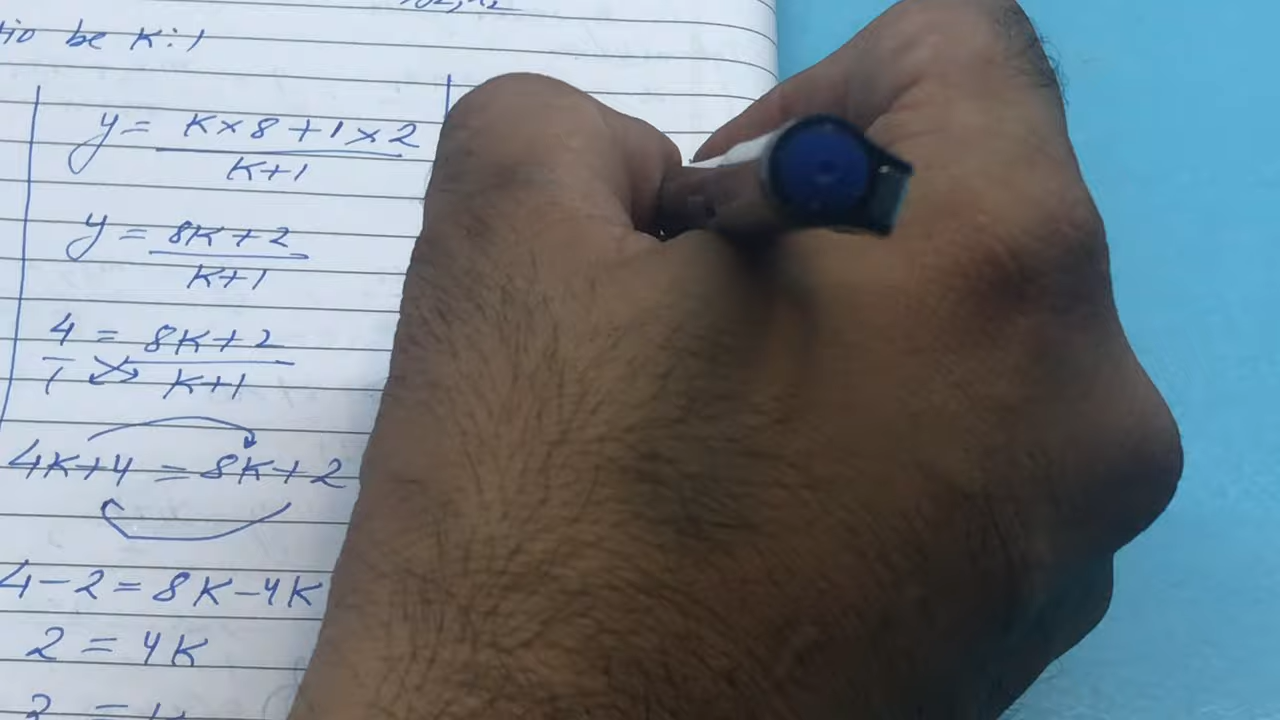 be K:1
y = K×8+1×2
K+1
y = 8K+2
K+1
4 = 8K+2
1 K+1
4K+4 = 8K+2
4-2=8K-4K
2 = 4K